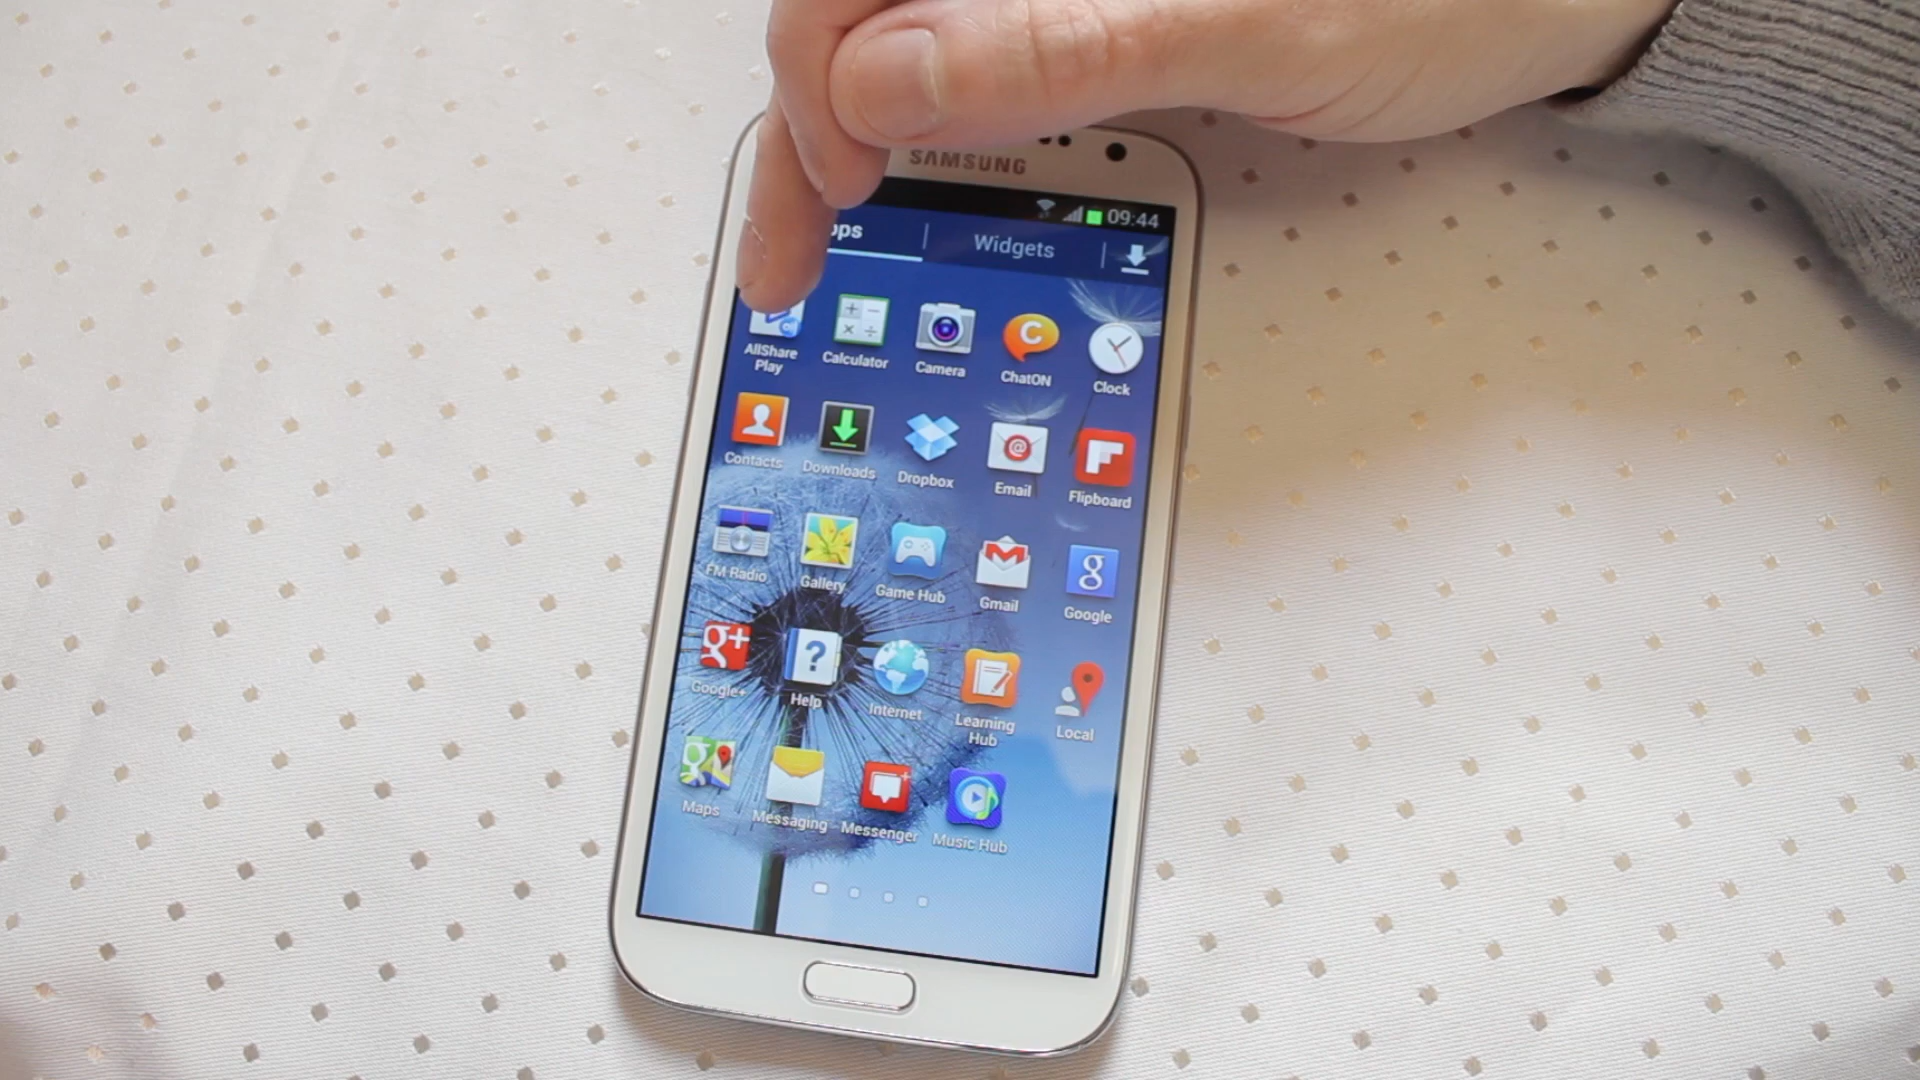 SAMSUNG
09:44
pps
Widgets
AllShare
Play
Calculator
Camera
ChatON
Clock
Contacts
Downloads
Dropbox
Email
Flipboard
FM Radio
Gallery
Game Hub
Gmail
Google
Google+
Help
Internet
Learning
Hub
Local
Maps
Messaging
Messenger
Music Hub